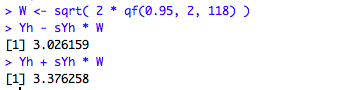 > W <- sqrt( 2 * qf(0.95, 2, 118) )
> Yh - sYh * W
[1] 3.026159
> Yh + sYh * W
[1] 3.376258